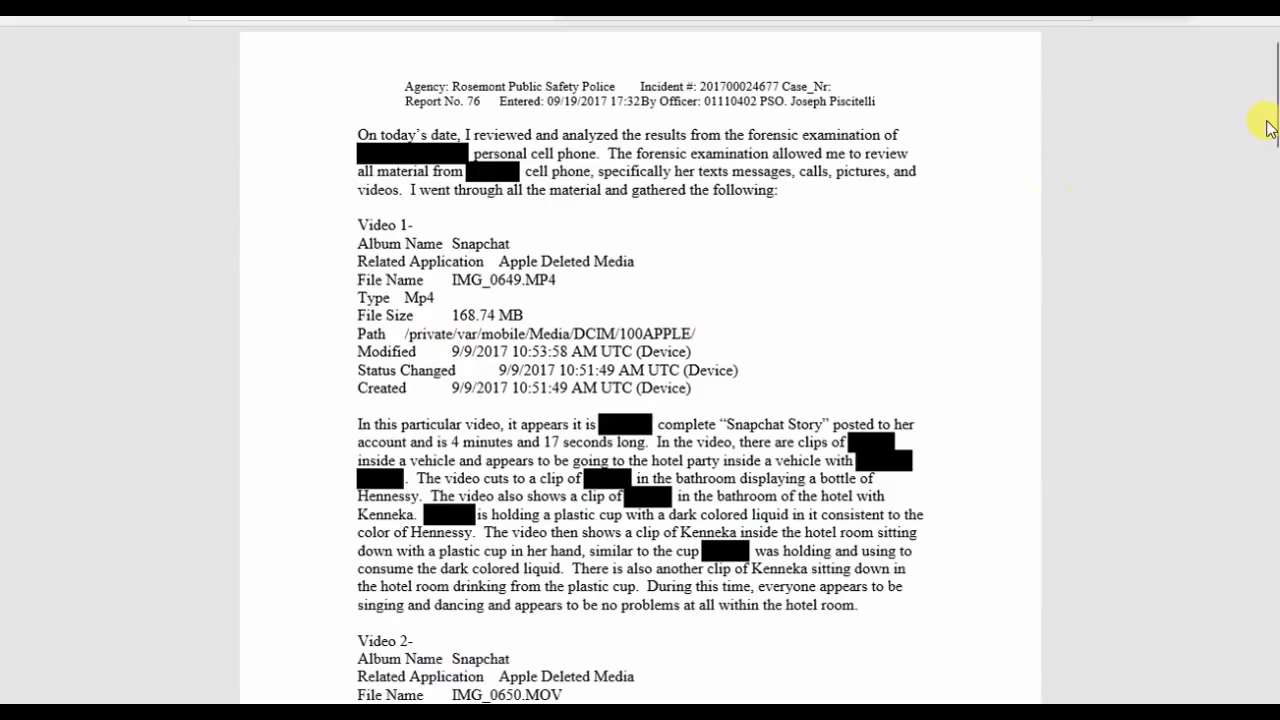 Agency: Rosemont Public Safety Police Incident #: 201700024677 Case_Nr:
Report No. 76 Entered: 09/19/2017 17:32By Officer: 01110402 PSO. Joseph Piscitelli
On today's date, I reviewed and analyzed the results from the forensic examination of
personal cell phone. The forensic examination allowed me to review
all material from cell phone, specifically her texts messages, calls, pictures, and
videos. I went through all the material and gathered the following:
Video 1-
Album Name Snapchat
Related Application Apple Deleted Media
File Name IMG_0649.MP4
Type Mp4
File Size 168.74 MB
Path /private/var/mobile/Media/DCIM/100APPLE/
Modified 9/9/2017 10:53:58 AM UTC (Device)
Status Changed 9/9/2017 10:51:49 AM UTC (Device)
Created 9/9/2017 10:51:49 AM UTC (Device)
In this particular video, it appears it is complete "Snapchat Story" posted to her
account and is 4 minutes and 17 seconds long. In the video, there are clips of
inside a vehicle and appears to be going to the hotel party inside a vehicle with
. The video cuts to a clip of in the bathroom displaying a bottle of
Hennessy. The video also shows a clip of in the bathroom of the hotel with
Kenneka. is holding a plastic cup with a dark colored liquid in it consistent to the
color of Hennessy. The video then shows a clip of Kenneka inside the hotel room sitting
down with a plastic cup in her hand, similar to the cup was holding and using to
consume the dark colored liquid. There is also another clip of Kenneka sitting down in
the hotel room drinking from the plastic cup. During this time, everyone appears to be
singing and dancing and appears to be no problems at all within the hotel room.
Video 2-
Album Name Snapchat
Related Application Apple Deleted Media
File Name IMG_0650.MOV